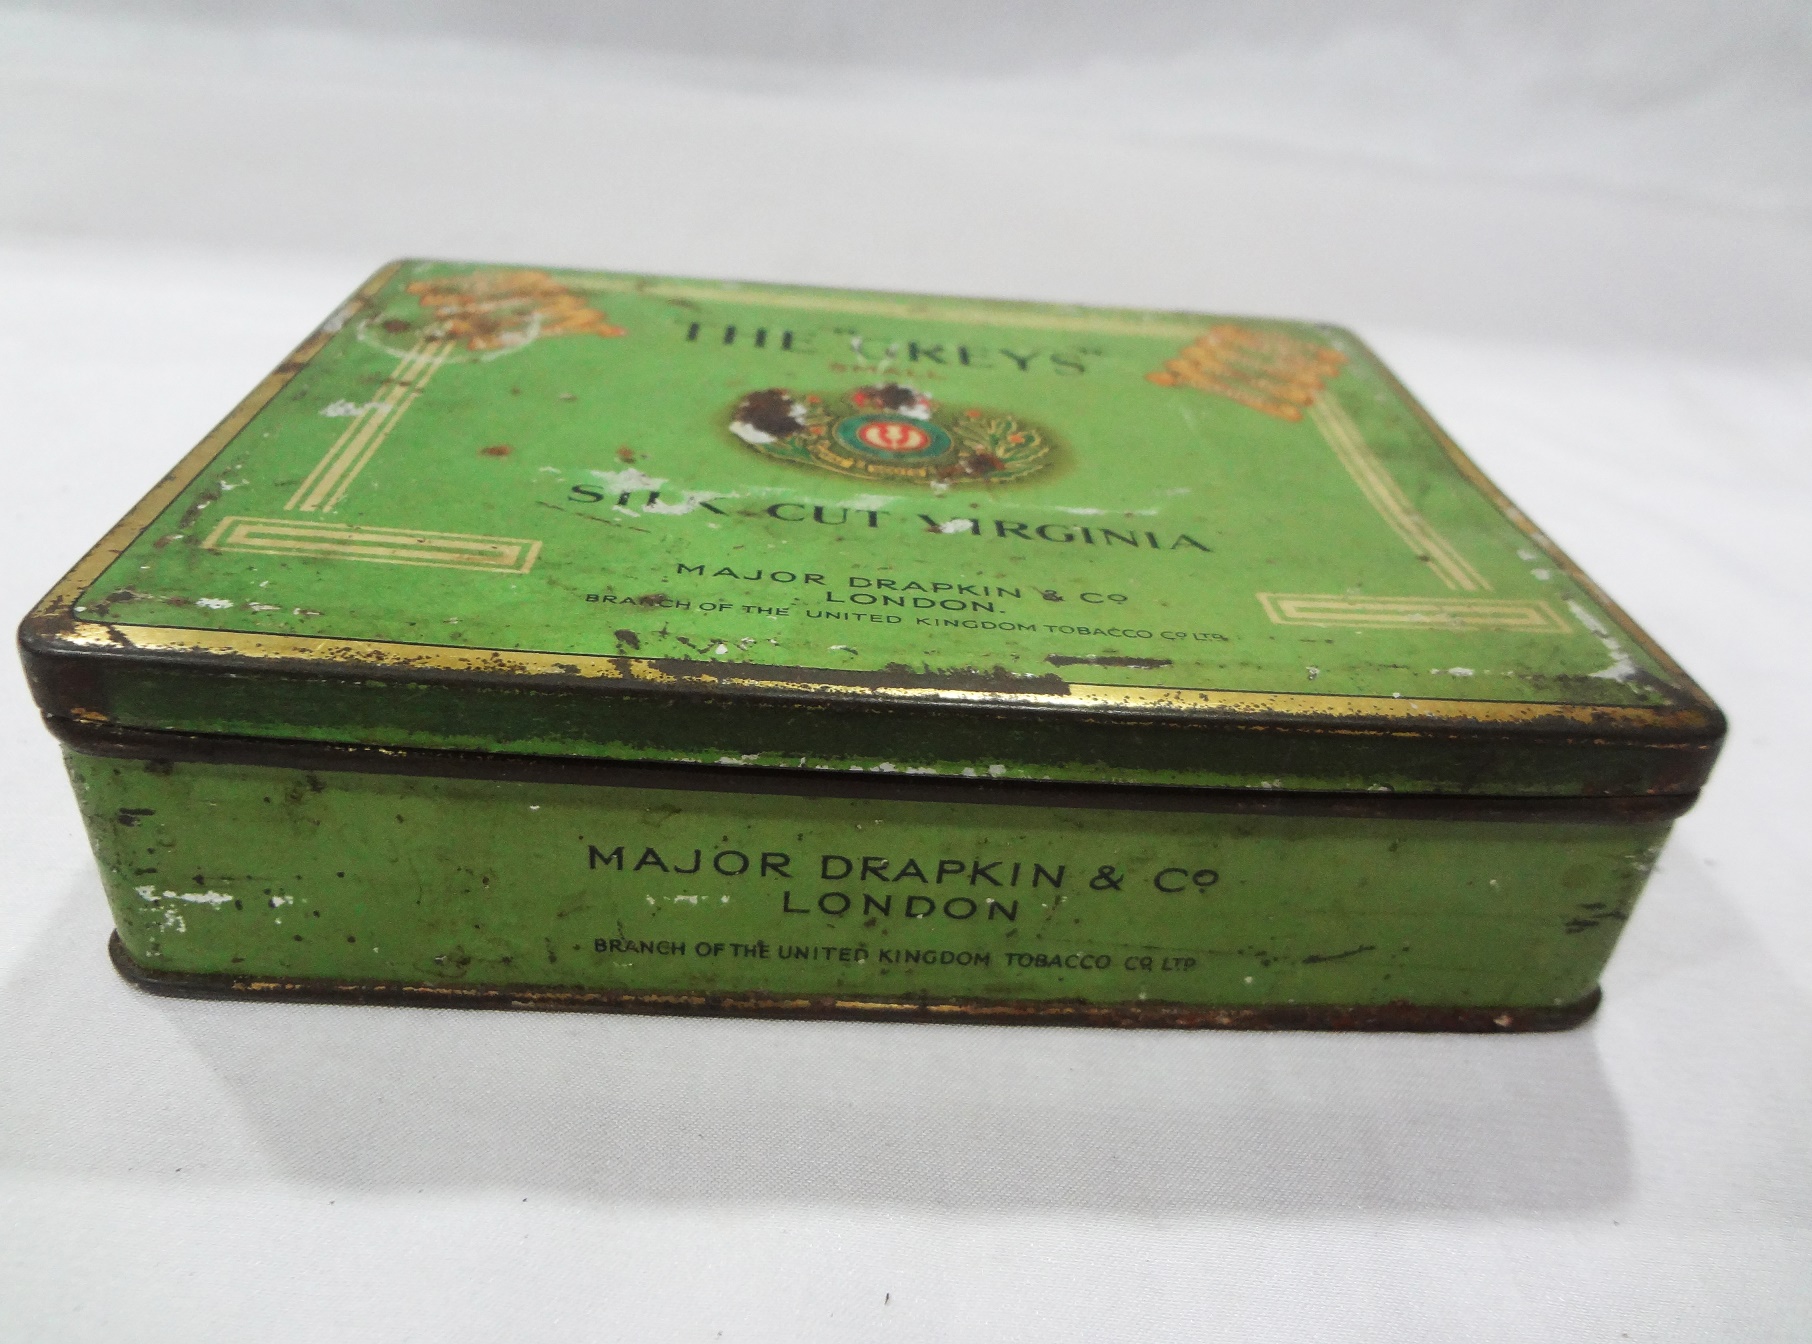 THE "GREYS"
SMALL
SILK CUT VIRGINIA
MAJOR DRAPKIN & Cº
LONDON.
BRANCH OF THE UNITED KINGDOM TOBACCO Cº LTD.
MAJOR DRAPKIN & Cº
LONDON
BRANCH OF THE UNITED KINGDOM TOBACCO Cº LTD